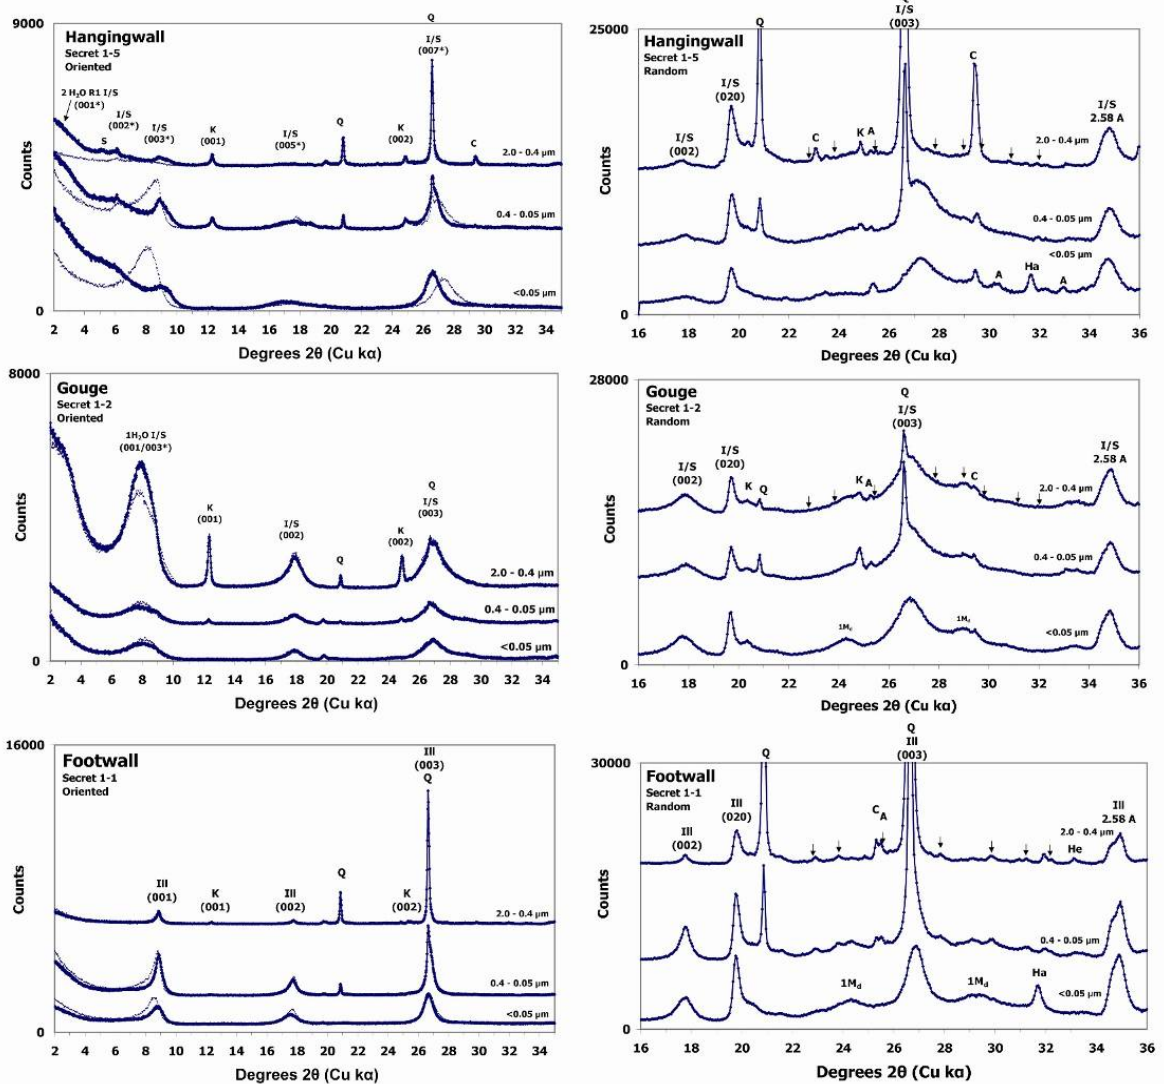 9000
Hangingwall
Secret 1-5
Oriented
2 H2O R1 I/S
(001*)
S
I/S
(002*)
I/S
(003*)
K
(001)
I/S
(005*)
Q
K
(002)
Q
I/S
(007*)
C
2.0 - 0.4 µm
0.4 - 0.05 µm
<0.05 µm
Counts
0
2 6 8 10 12 14 16 18 20 22 24 26 28 30 34
Degrees 2θ (Cu kα)
25000
Hangingwall
Secret 1-5
Random
I/S
(002)
I/S
(020)
Q
C
K
A
I/S
(003)
C
I/S
2.58 A
2.0 - 0.4 µm
0.4 - 0.05 µm
<0.05 µm
A
Ha
A
Counts
0
16 18 20 22 24 26 28 30 32 34 36
Degrees 2θ (Cu kα)
8000
Gouge
Secret 1-2
Oriented
1H2O I/S
(001/003*)
K
(001)
I/S
(002)
Q
K
(002)
Q
I/S
(003)
2.0 - 0.4 µm
0.4 - 0.05 µm
<0.05 µm
Counts
0
2 6 8 10 12 14 16 18 20 22 24 26 28 30 34
Degrees 2θ (Cu kα)
28000
Gouge
Secret 1-2
Random
I/S
(002)
I/S
(020)
K
Q
K
A
Q
I/S
(003)
C
I/S
2.58 A
2.0 - 0.4 µm
0.4 - 0.05 µm
1Md
1Md
<0.05 µm
Counts
0
16 18 20 22 24 26 28 30 32 34 36
Degrees 2θ (Cu kα)
16000
Footwall
Secret 1-1
Oriented
Ill
(001)
K
(001)
Ill
(002)
Q
K
(002)
Ill
(003)
Q
2.0 - 0.4 µm
0.4 - 0.05 µm
<0.05 µm
Counts
0
2 6 8 10 12 14 16 18 20 22 24 26 28 30 34
Degrees 2θ (Cu kα)
30000
Footwall
Secret 1-1
Random
Ill
(002)
Ill
(020)
Q
C
A
Q
Ill
(003)
Ill
2.58 A
2.0 - 0.4 µm
He
0.4 - 0.05 µm
1Md
1Md
Ha
<0.05 µm
Counts
0
16 18 20 22 24 26 28 30 32 34 36
Degrees 2θ (Cu kα)